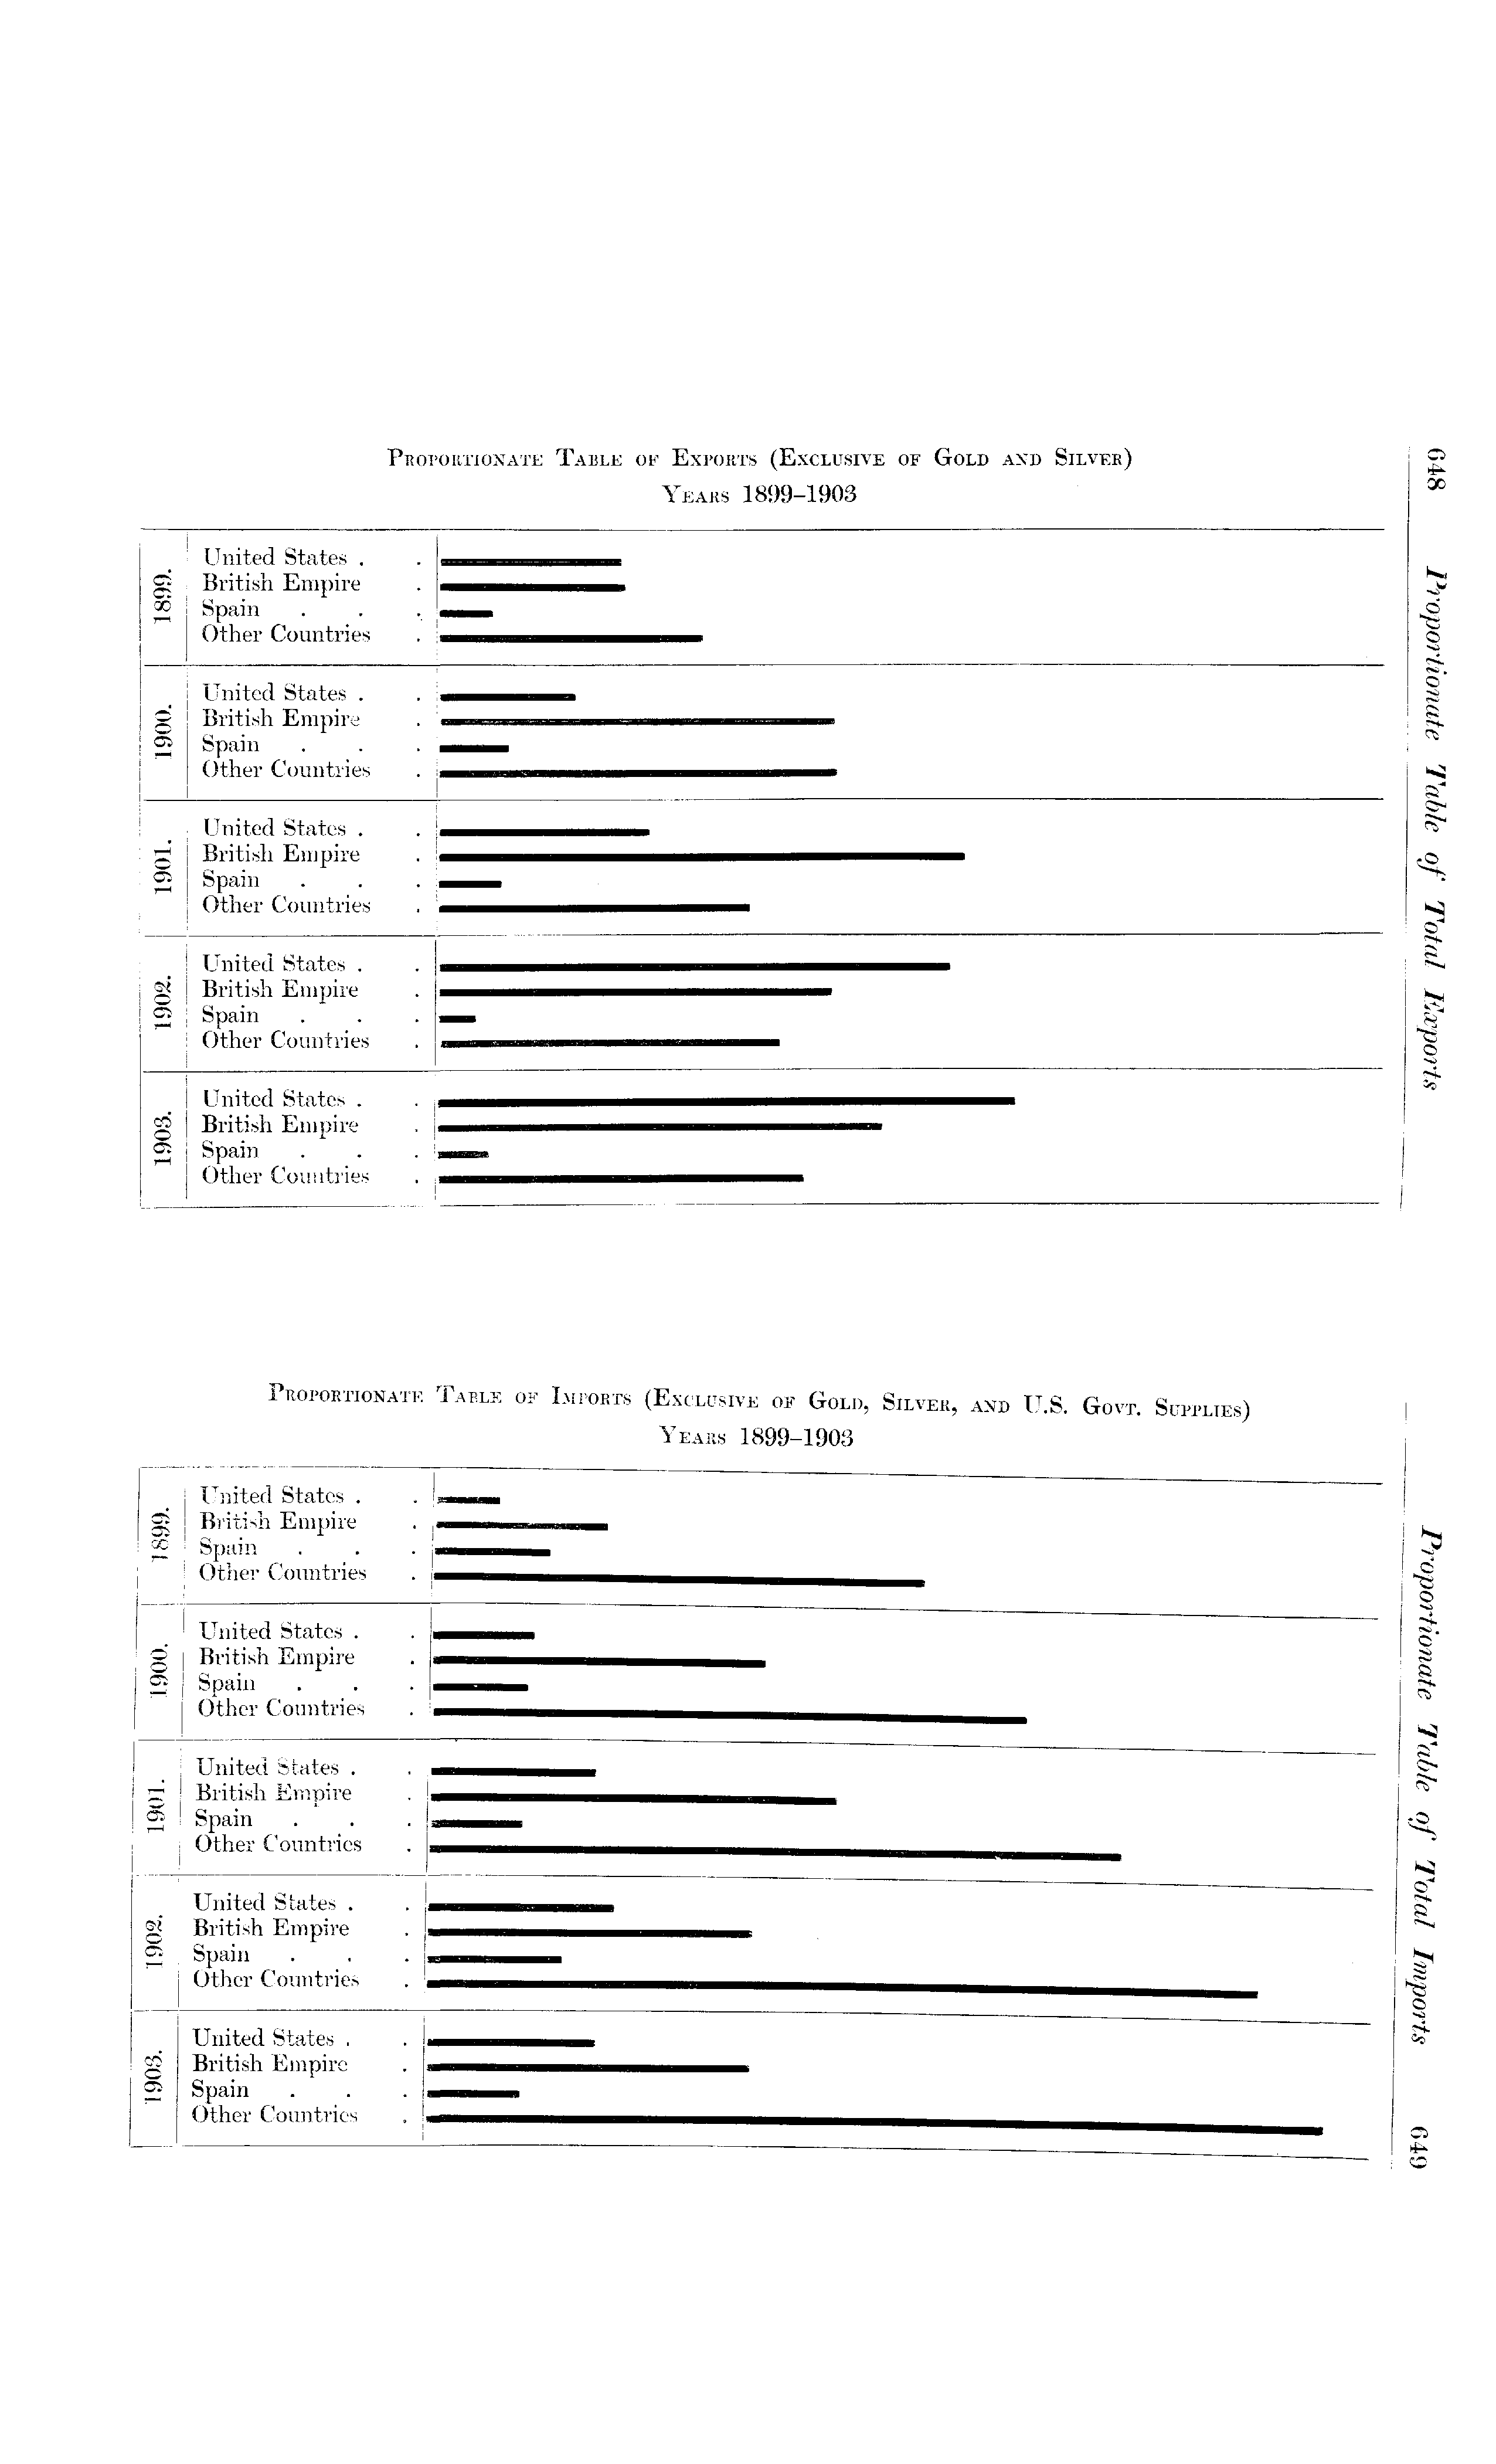 648 Proportionate Table of Total Exports
PROPORTIONATE TABLE OF EXPORTS (EXCLUSIVE OF GOLD AND SILVER)
YEARS 1899–1903
1899.
United States . .
British Empire .
Spain . . .
Other Countries .
1900.
United States . .
British Empire .
Spain . . .
Other Countries .
1901.
United States . .
British Empire .
Spain . . .
Other Countries .
1902.
United States . .
British Empire .
Spain . . .
Other Countries .
1903.
United States . .
British Empire .
Spain . . .
Other Countries .
PROPORTIONATE TABLE OF IMPORTS (EXCLUSIVE OF GOLD, SILVER, AND U.S. GOVT. SUPPLIES)
YEARS 1899–1903
1899.
United States . .
British Empire .
Spain . . .
Other Countries .
1900.
United States . .
British Empire .
Spain . . .
Other Countries .
1901.
United States . .
British Empire .
Spain . . .
Other Countries .
1902.
United States . .
British Empire .
Spain . . .
Other Countries .
1903.
United States . .
British Empire .
Spain . . .
Other Countries .
Proportionate Table of Total Imports 649